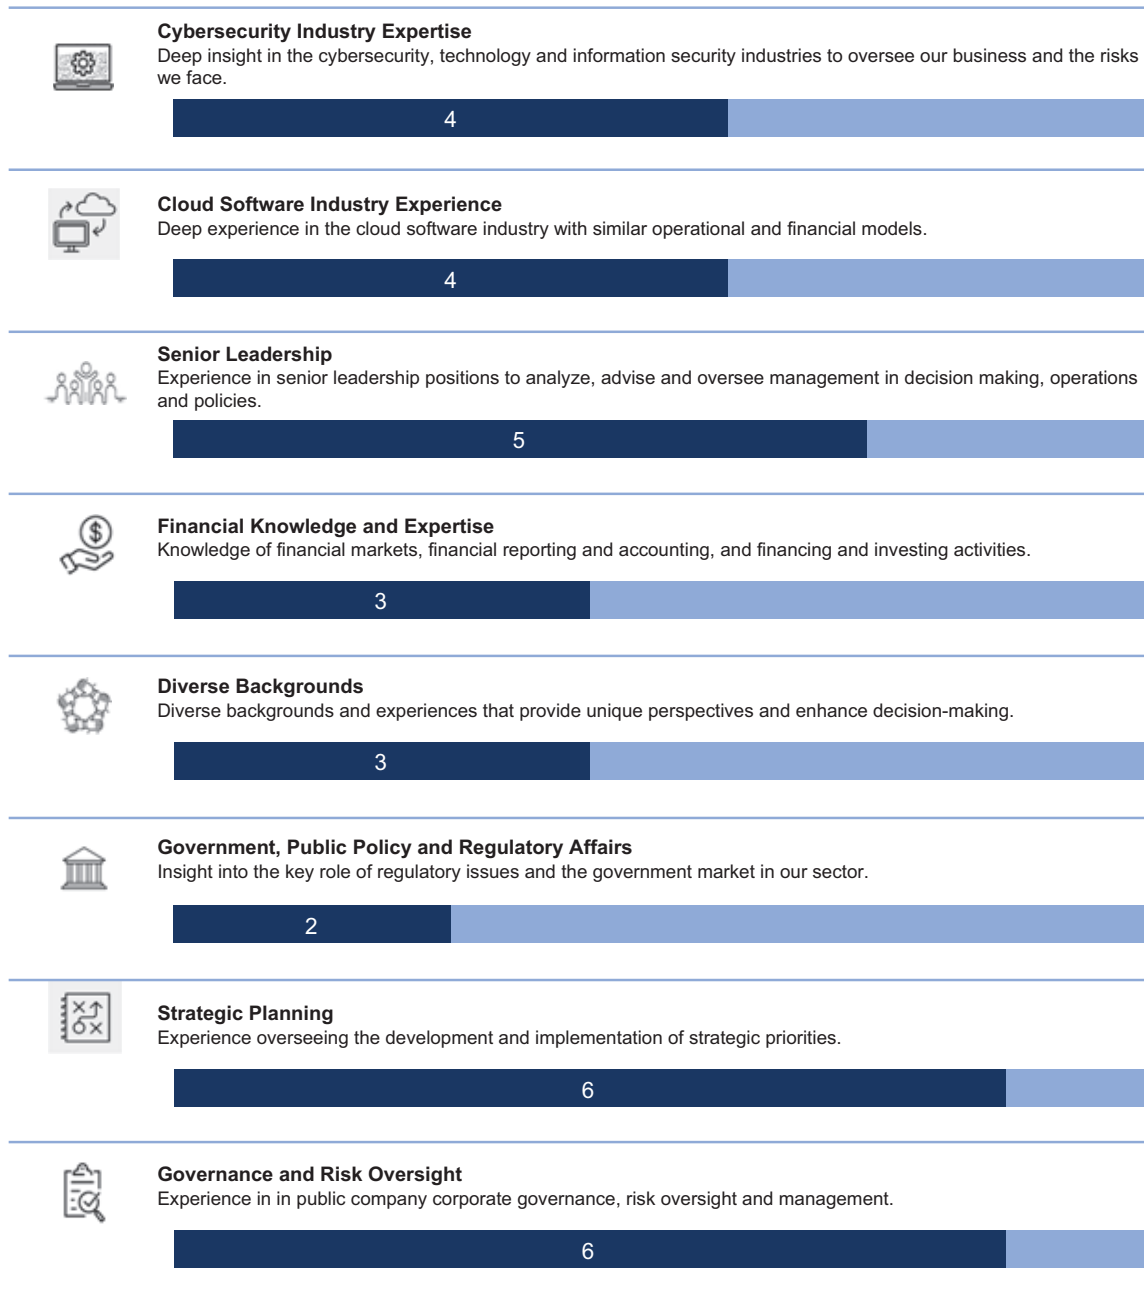 Cybersecurity Industry Expertise
Deep insight in the cybersecurity, technology and information security industries to oversee our business and the risks
we face.
4
Cloud Software Industry Experience
Deep experience in the cloud software industry with similar operational and financial models.
4
Senior Leadership
Experience in senior leadership positions to analyze, advise and oversee management in decision making, operations
and policies.
5
Financial Knowledge and Expertise
Knowledge of financial markets, financial reporting and accounting, and financing and investing activities.
3
Diverse Backgrounds
Diverse backgrounds and experiences that provide unique perspectives and enhance decision-making.
3
Government, Public Policy and Regulatory Affairs
Insight into the key role of regulatory issues and the government market in our sector.
2
Strategic Planning
Experience overseeing the development and implementation of strategic priorities.
6
Governance and Risk Oversight
Experience in in public company corporate governance, risk oversight and management.
6